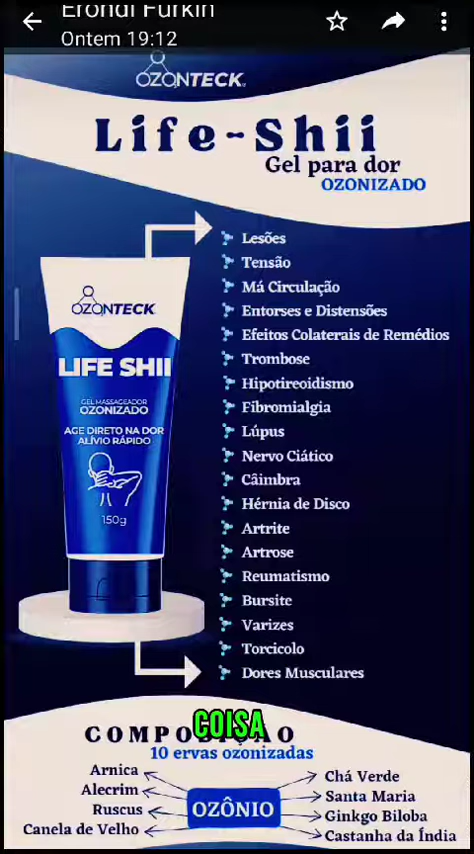 Erondi Furkin
Ontem 19:12
OZONTECK
Life-Shii
Gel para dor
OZONIZADO
Lesões
Tensão
Má Circulação
Entorses e Distensões
Efeitos Colaterais de Remédios
Trombose
Hipotireoidismo
Fibromialgia
Lúpus
Nervo Ciático
Câimbra
Hérnia de Disco
Artrite
Artrose
Reumatismo
Bursite
Varizes
Torcicolo
Dores Musculares
OZONTECK
LIFE SHII
GEL MASSAGEADOR
OZONIZADO
AGE DIRETO NA DOR
ALÍVIO RÁPIDO
150g
COISA
COMPOSIÇÃO
10 ervas ozonizadas
Arnica
Alecrim
Ruscus
Canela de Velho
OZÔNIO
Chá Verde
Santa Maria
Ginkgo Biloba
Castanha da Índia